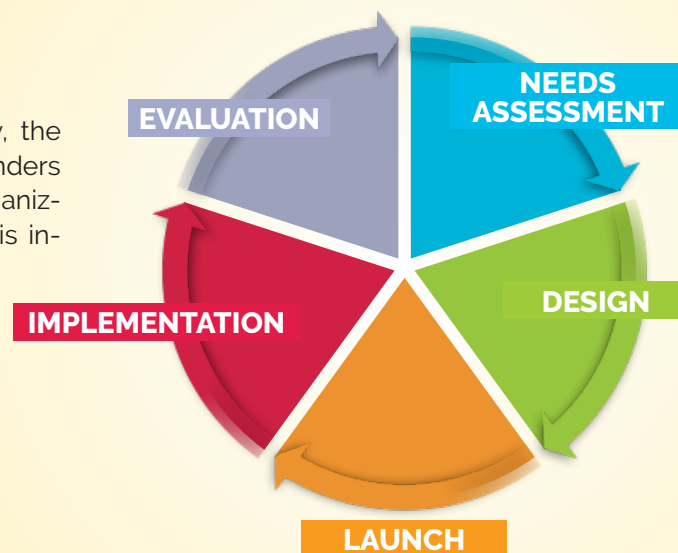 y, the
nders
aniz-
is in-
EVALUATION
NEEDS
ASSESSMENT
DESIGN
IMPLEMENTATION
LAUNCH